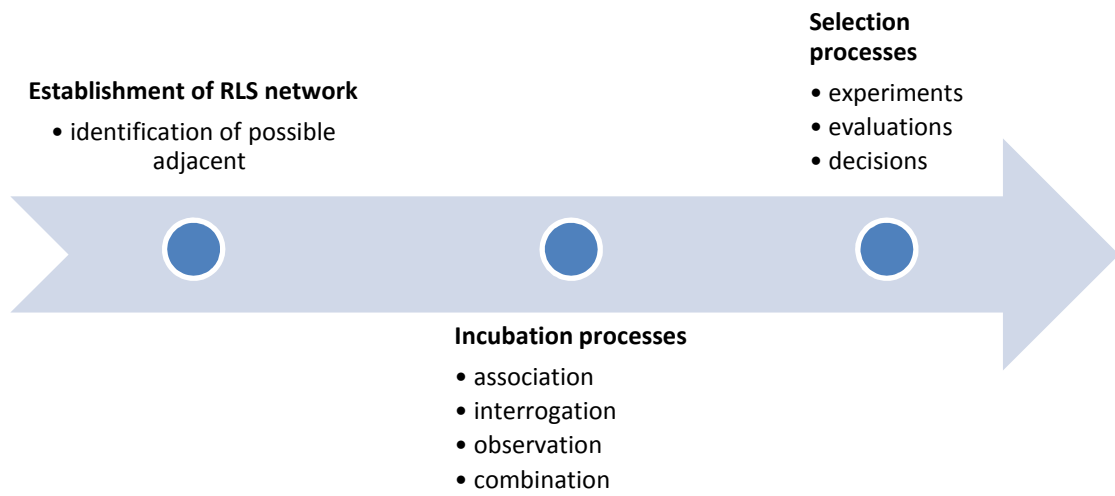 Establishment of RLS network
• identification of possible
adjacent
Incubation processes
• association
• interrogation
• observation
• combination
Selection
processes
• experiments
• evaluations
• decisions